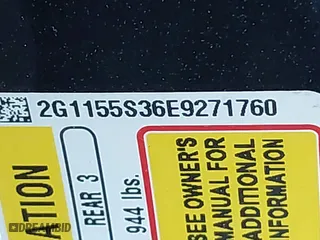 2G1155S36E9271760
ATION
REAR 3
944 lbs.
SEE OWNER'S
MANUAL FOR
ADDITIONAL
INFORMATION
DREAMBID